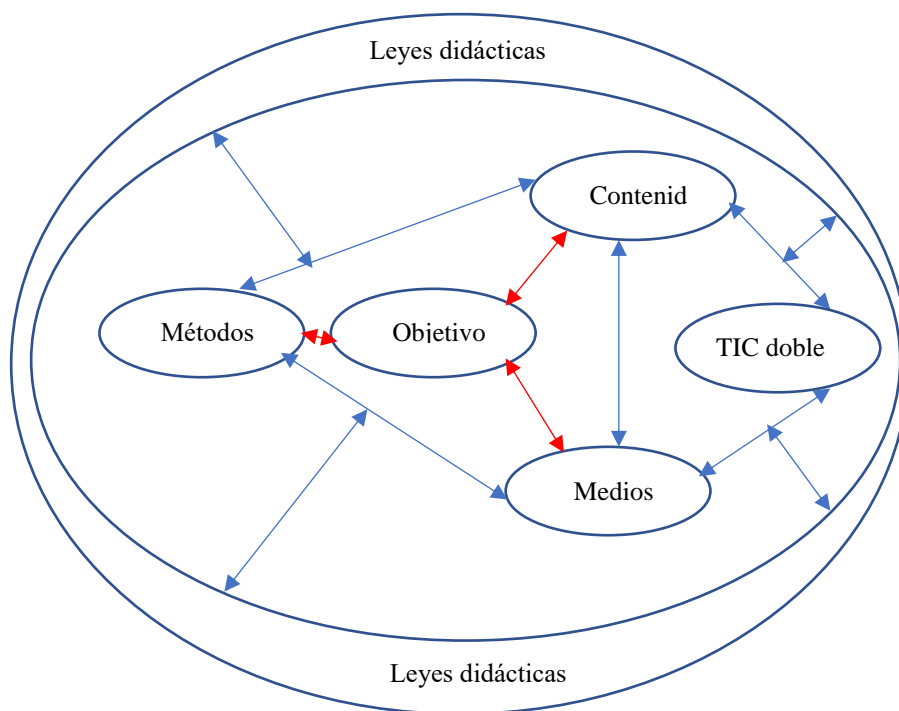 Leyes didácticas
Contenid
Métodos
Objetivo
TIC doble
Medios
Leyes didácticas